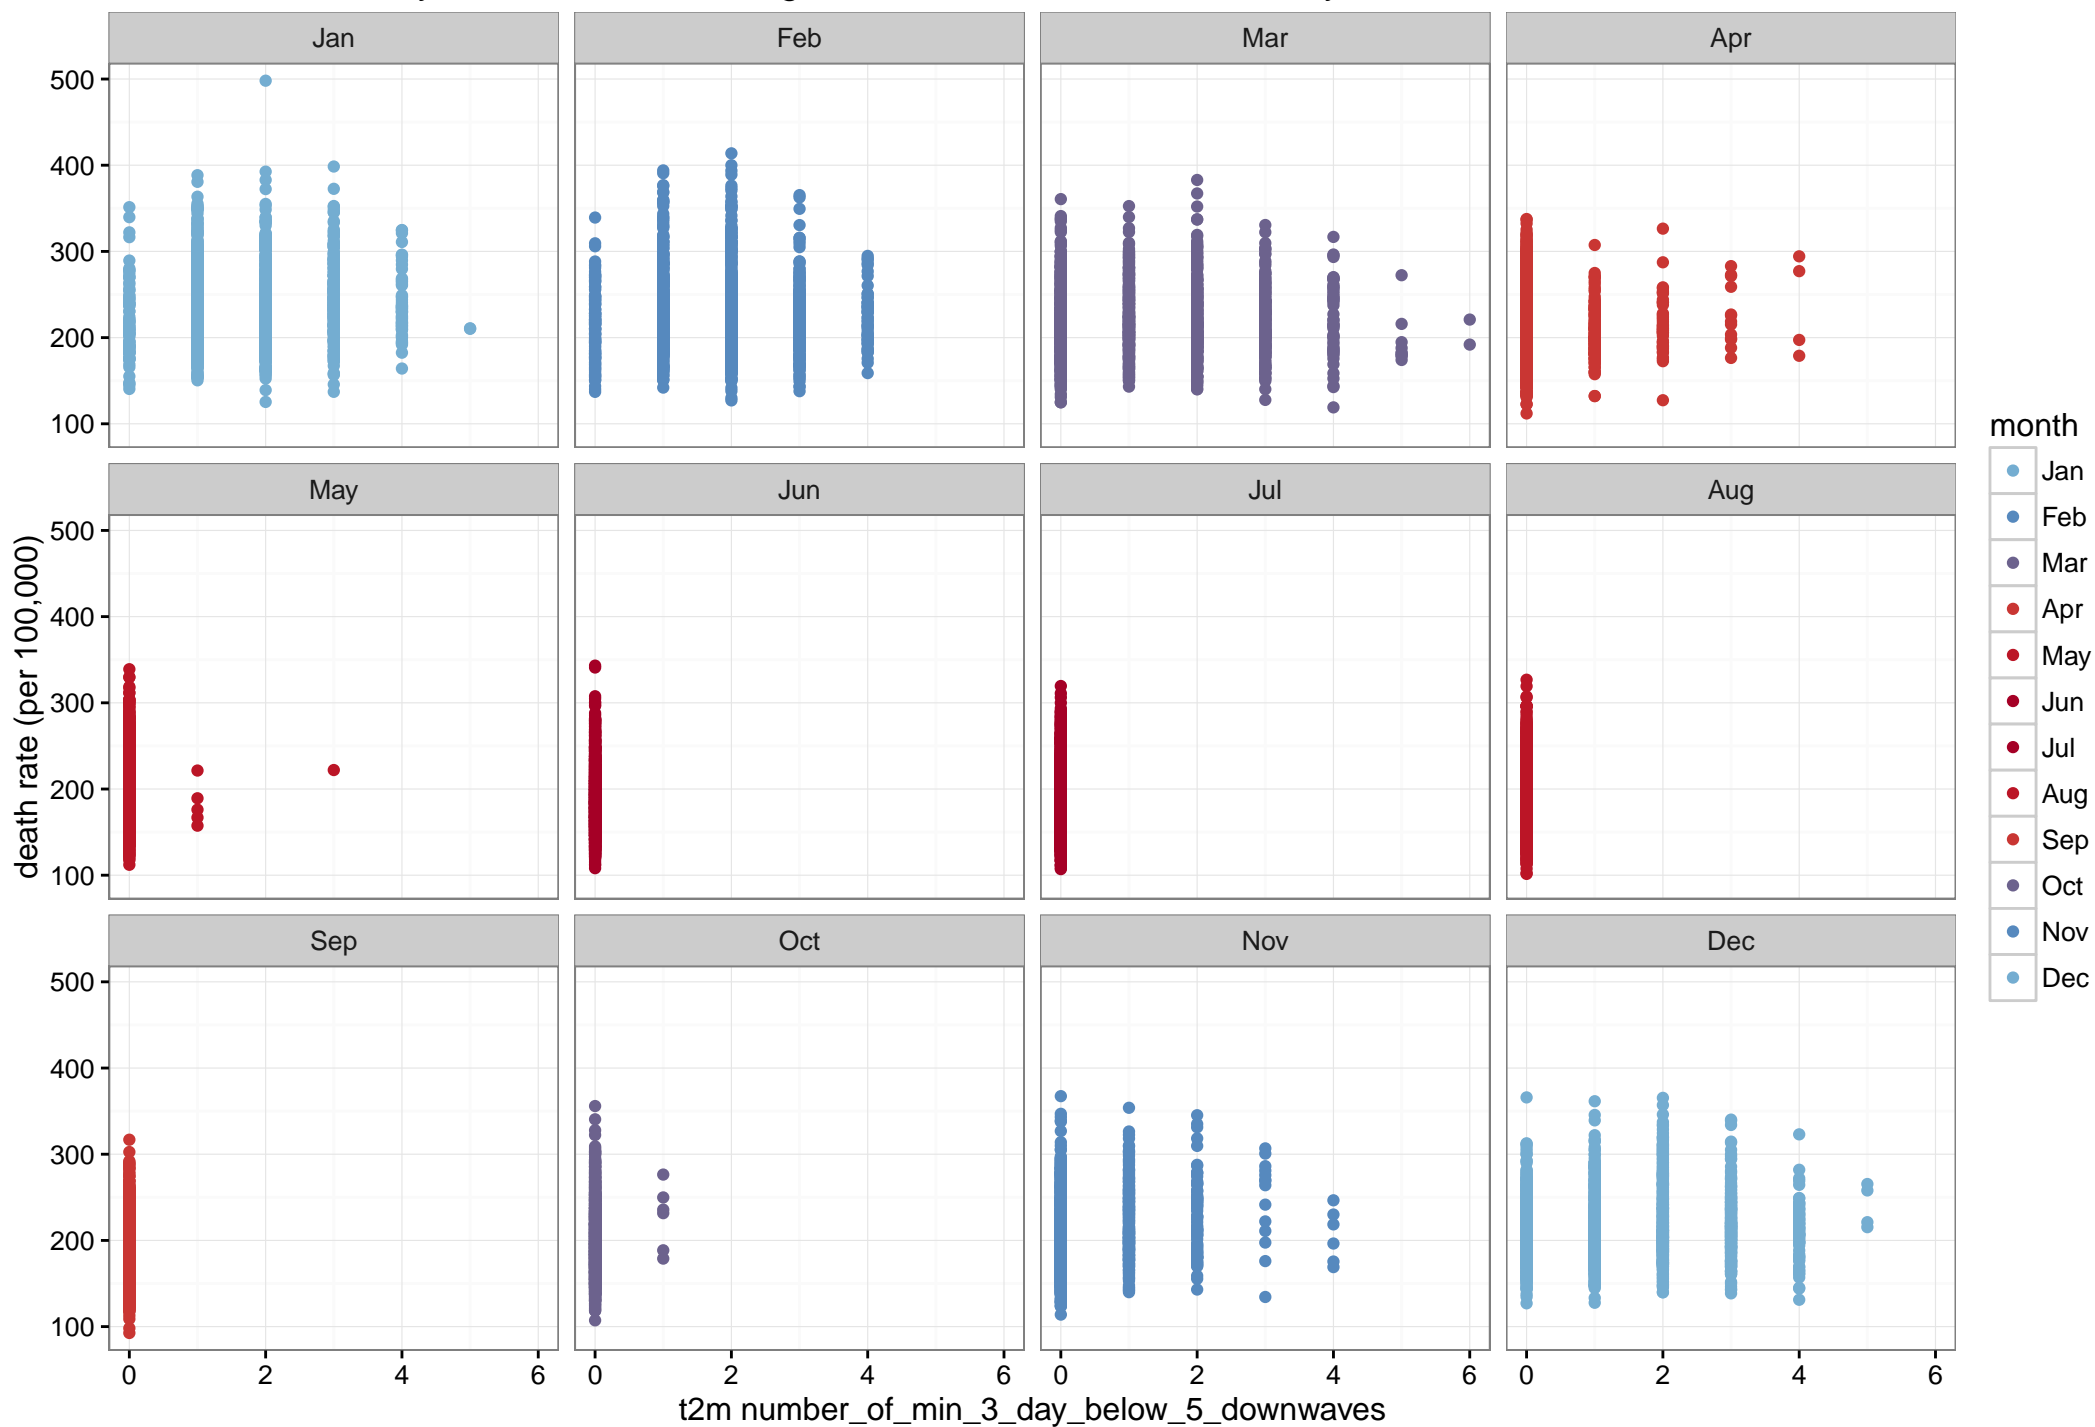 Jan Feb Mar Apr
500
400
300
200
100
May Jun Jul Aug
500
400
300
200
100
Sep Oct Nov Dec
500
400
300
200
100
0 2 4 6 0 2 4 6 0 2 4 6 0 2 4 6
t2m number_of_min_3_day_below_5_downwaves
death rate (per 100,000)
month
Jan
Feb
Mar
Apr
May
Jun
Jul
Aug
Sep
Oct
Nov
Dec